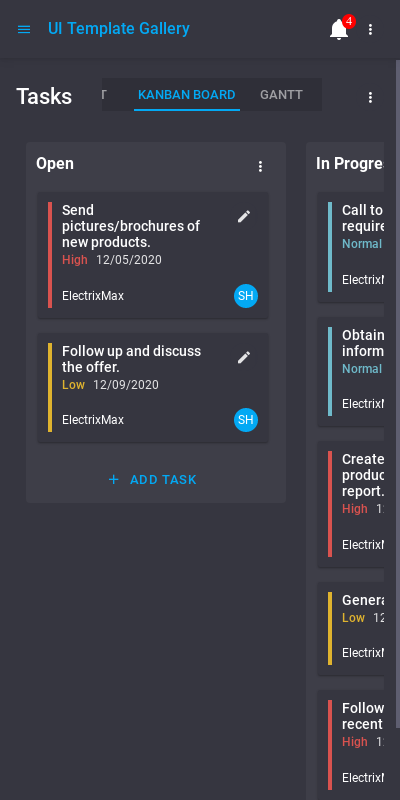 UI Template Gallery
4
Tasks
T
KANBAN BOARD
GANTT
Open
Send
pictures/brochures of
new products.
High 12/05/2020
ElectrixMax
SH
Follow up and discuss
the offer.
Low 12/09/2020
ElectrixMax
SH
+ ADD TASK
In Progre
Call to
require
Normal
Electrix
Obtain
inform
Normal
Electrix
Create
produc
report.
High 1
Electrix
Genera
Low 12
Electrix
Follow
recent
High 1
Electrix